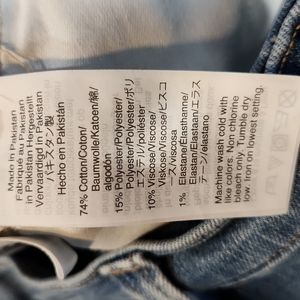 Made In Pakistan
Fabriqué au Pakistan
In Pakistan Hergestellt
Vervaardigd in Pakistan
パキスタン製
Hecho en Pakistán
74% Cotton/Coton/
Baumwolle/Katoen/綿/
algodón
15% Polyester/Polyester/
Polyester/Polyester/ポリ
エステル/poliéster
10% Viscose/Viscose/
Viskose/Viscose/ビスコ
ース/viscosa
1% Elastane/Elasthanne/
Elastan/Elastaan/エラス
テーン/elastano
Machine wash cold with
like colors. Non chlorine
bleach only. Tumble dry
low. Iron on lowest setting,